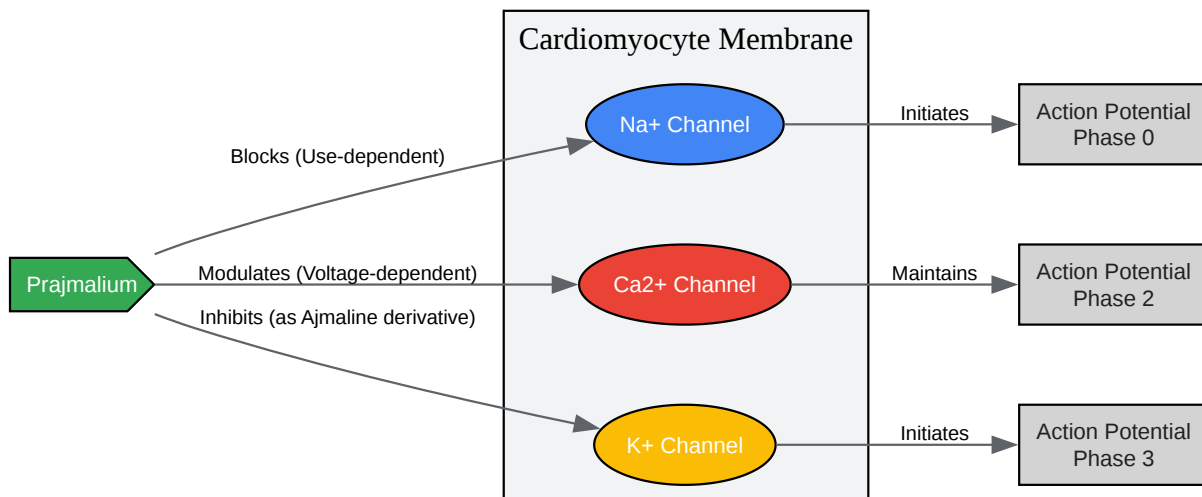 Cardiomyocyte Membrane
Na+ Channel
Initiates
Action Potential
Phase 0
Blocks (Use-dependent)
Prajmalium
Modulates (Voltage-dependent)
Ca2+ Channel
Maintains
Action Potential
Phase 2
Inhibits (as Ajmaline derivative)
K+ Channel
Initiates
Action Potential
Phase 3